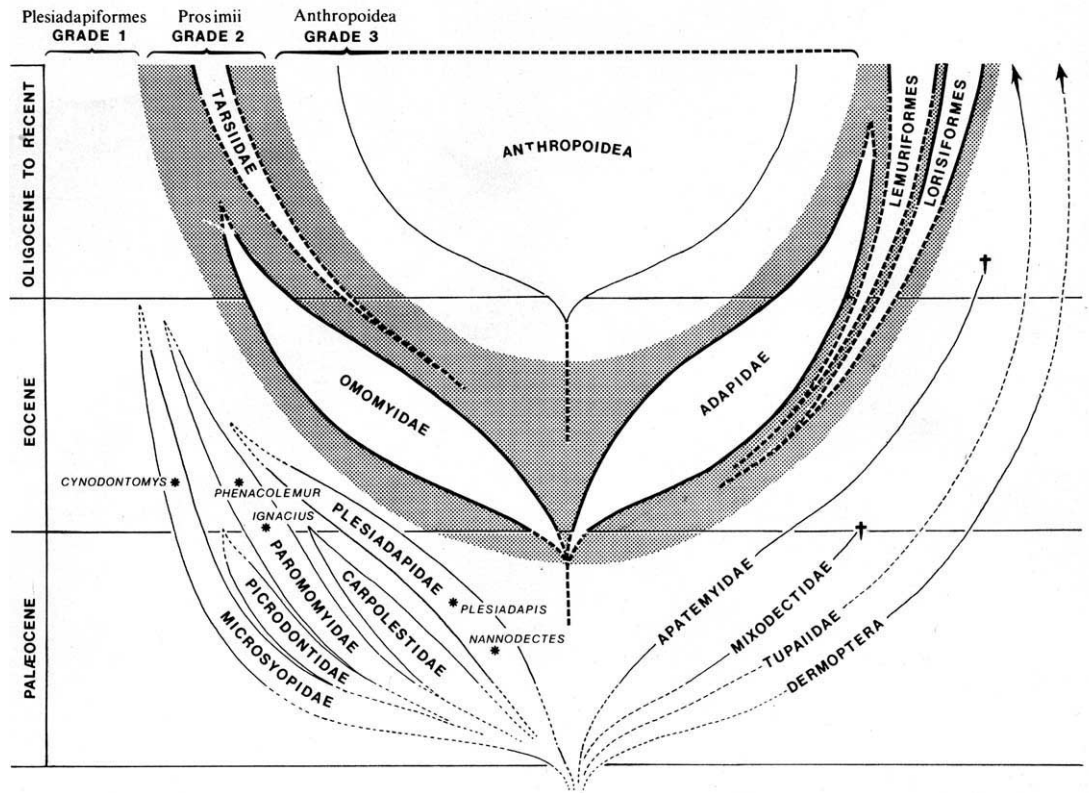 Plesiadapiformes Prosimii Anthropoidea
GRADE 1 GRADE 2 GRADE 3
OLIGOCENE TO RECENT
TARSIIDAE
ANTHROPOIDEA
LEMURIFORMES
LORISIFORMES
†
EOCENE
OMOMYIDAE
ADAPIDAE
CYNODONTOMYS *
* PHENACOLEMUR
IGNACIUS *
†
PALÆOCENE
PLESIADAPIDAE
CARPOLESTIDAE
PAROMOMYIDAE
PICRODONTIDAE
MICROSYOPIDAE
* PLESIADAPIS
NANNODECTES
*
APATEMYIDAE
MIXODECTIDAE
TUPAIIDAE
DERMOPTERA